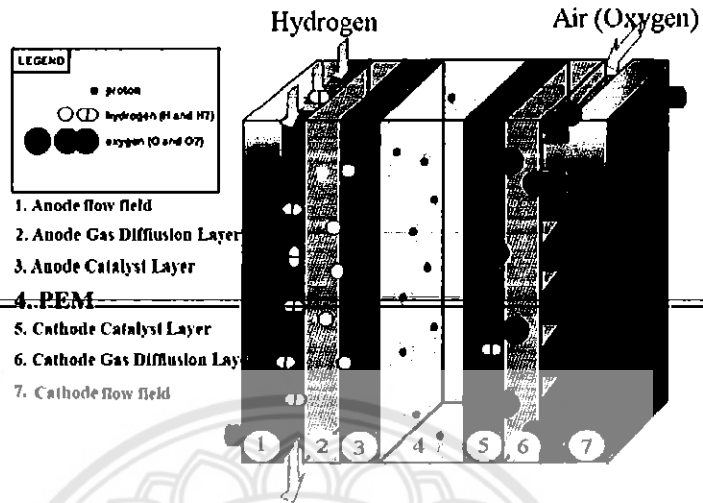 Hydrogen
Air (Oxygen)
LEGEND
proton
hydrogen (H and H2)
oxygen (O and O2)
1. Anode flow field
2. Anode Gas Diffusion Layer
3. Anode Catalyst Layer
4. PEM
5. Cathode Catalyst Layer
6. Cathode Gas Diffusion Lay
7. Cathode flow field
1 2 3 4 5 6 7